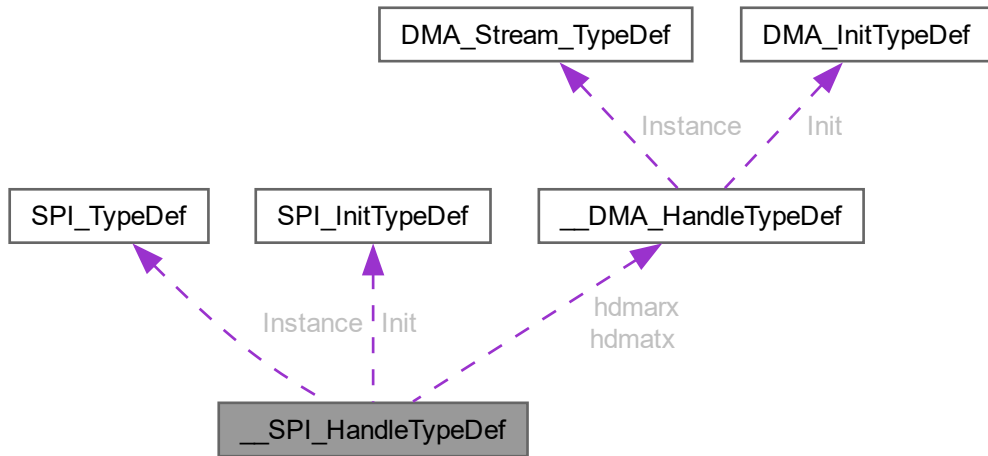 DMA_Stream_TypeDef
DMA_InitTypeDef
Instance
Init
SPI_TypeDef
SPI_InitTypeDef
__DMA_HandleTypeDef
Instance
Init
hdmarx
hdmatx
__SPI_HandleTypeDef